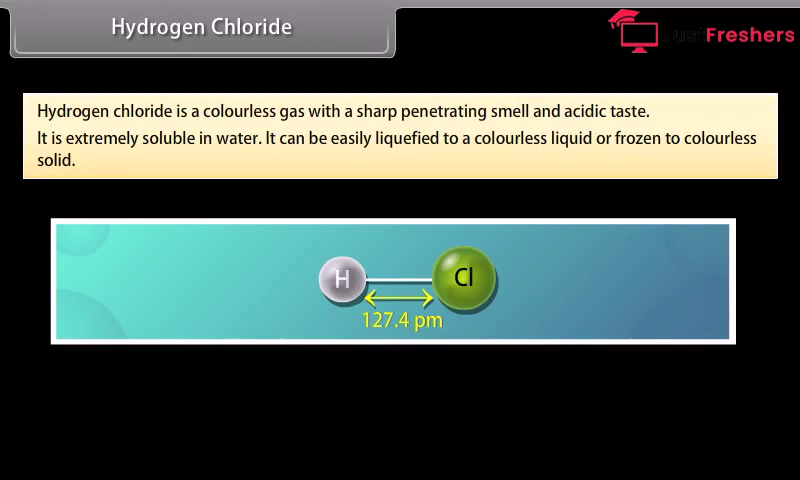 Hydrogen Chloride
JustFreshers
Hydrogen chloride is a colourless gas with a sharp penetrating smell and acidic taste.
It is extremely soluble in water. It can be easily liquefied to a colourless liquid or frozen to colourless
solid.
H
Cl
127.4 pm